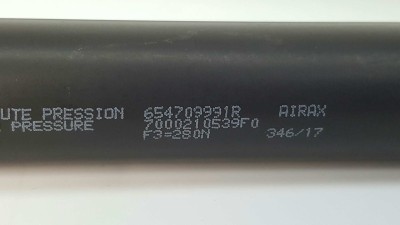 UTE PRESSION 654709991R AIRAX
PRESSURE 7000210539F0
F3=280N 346/17